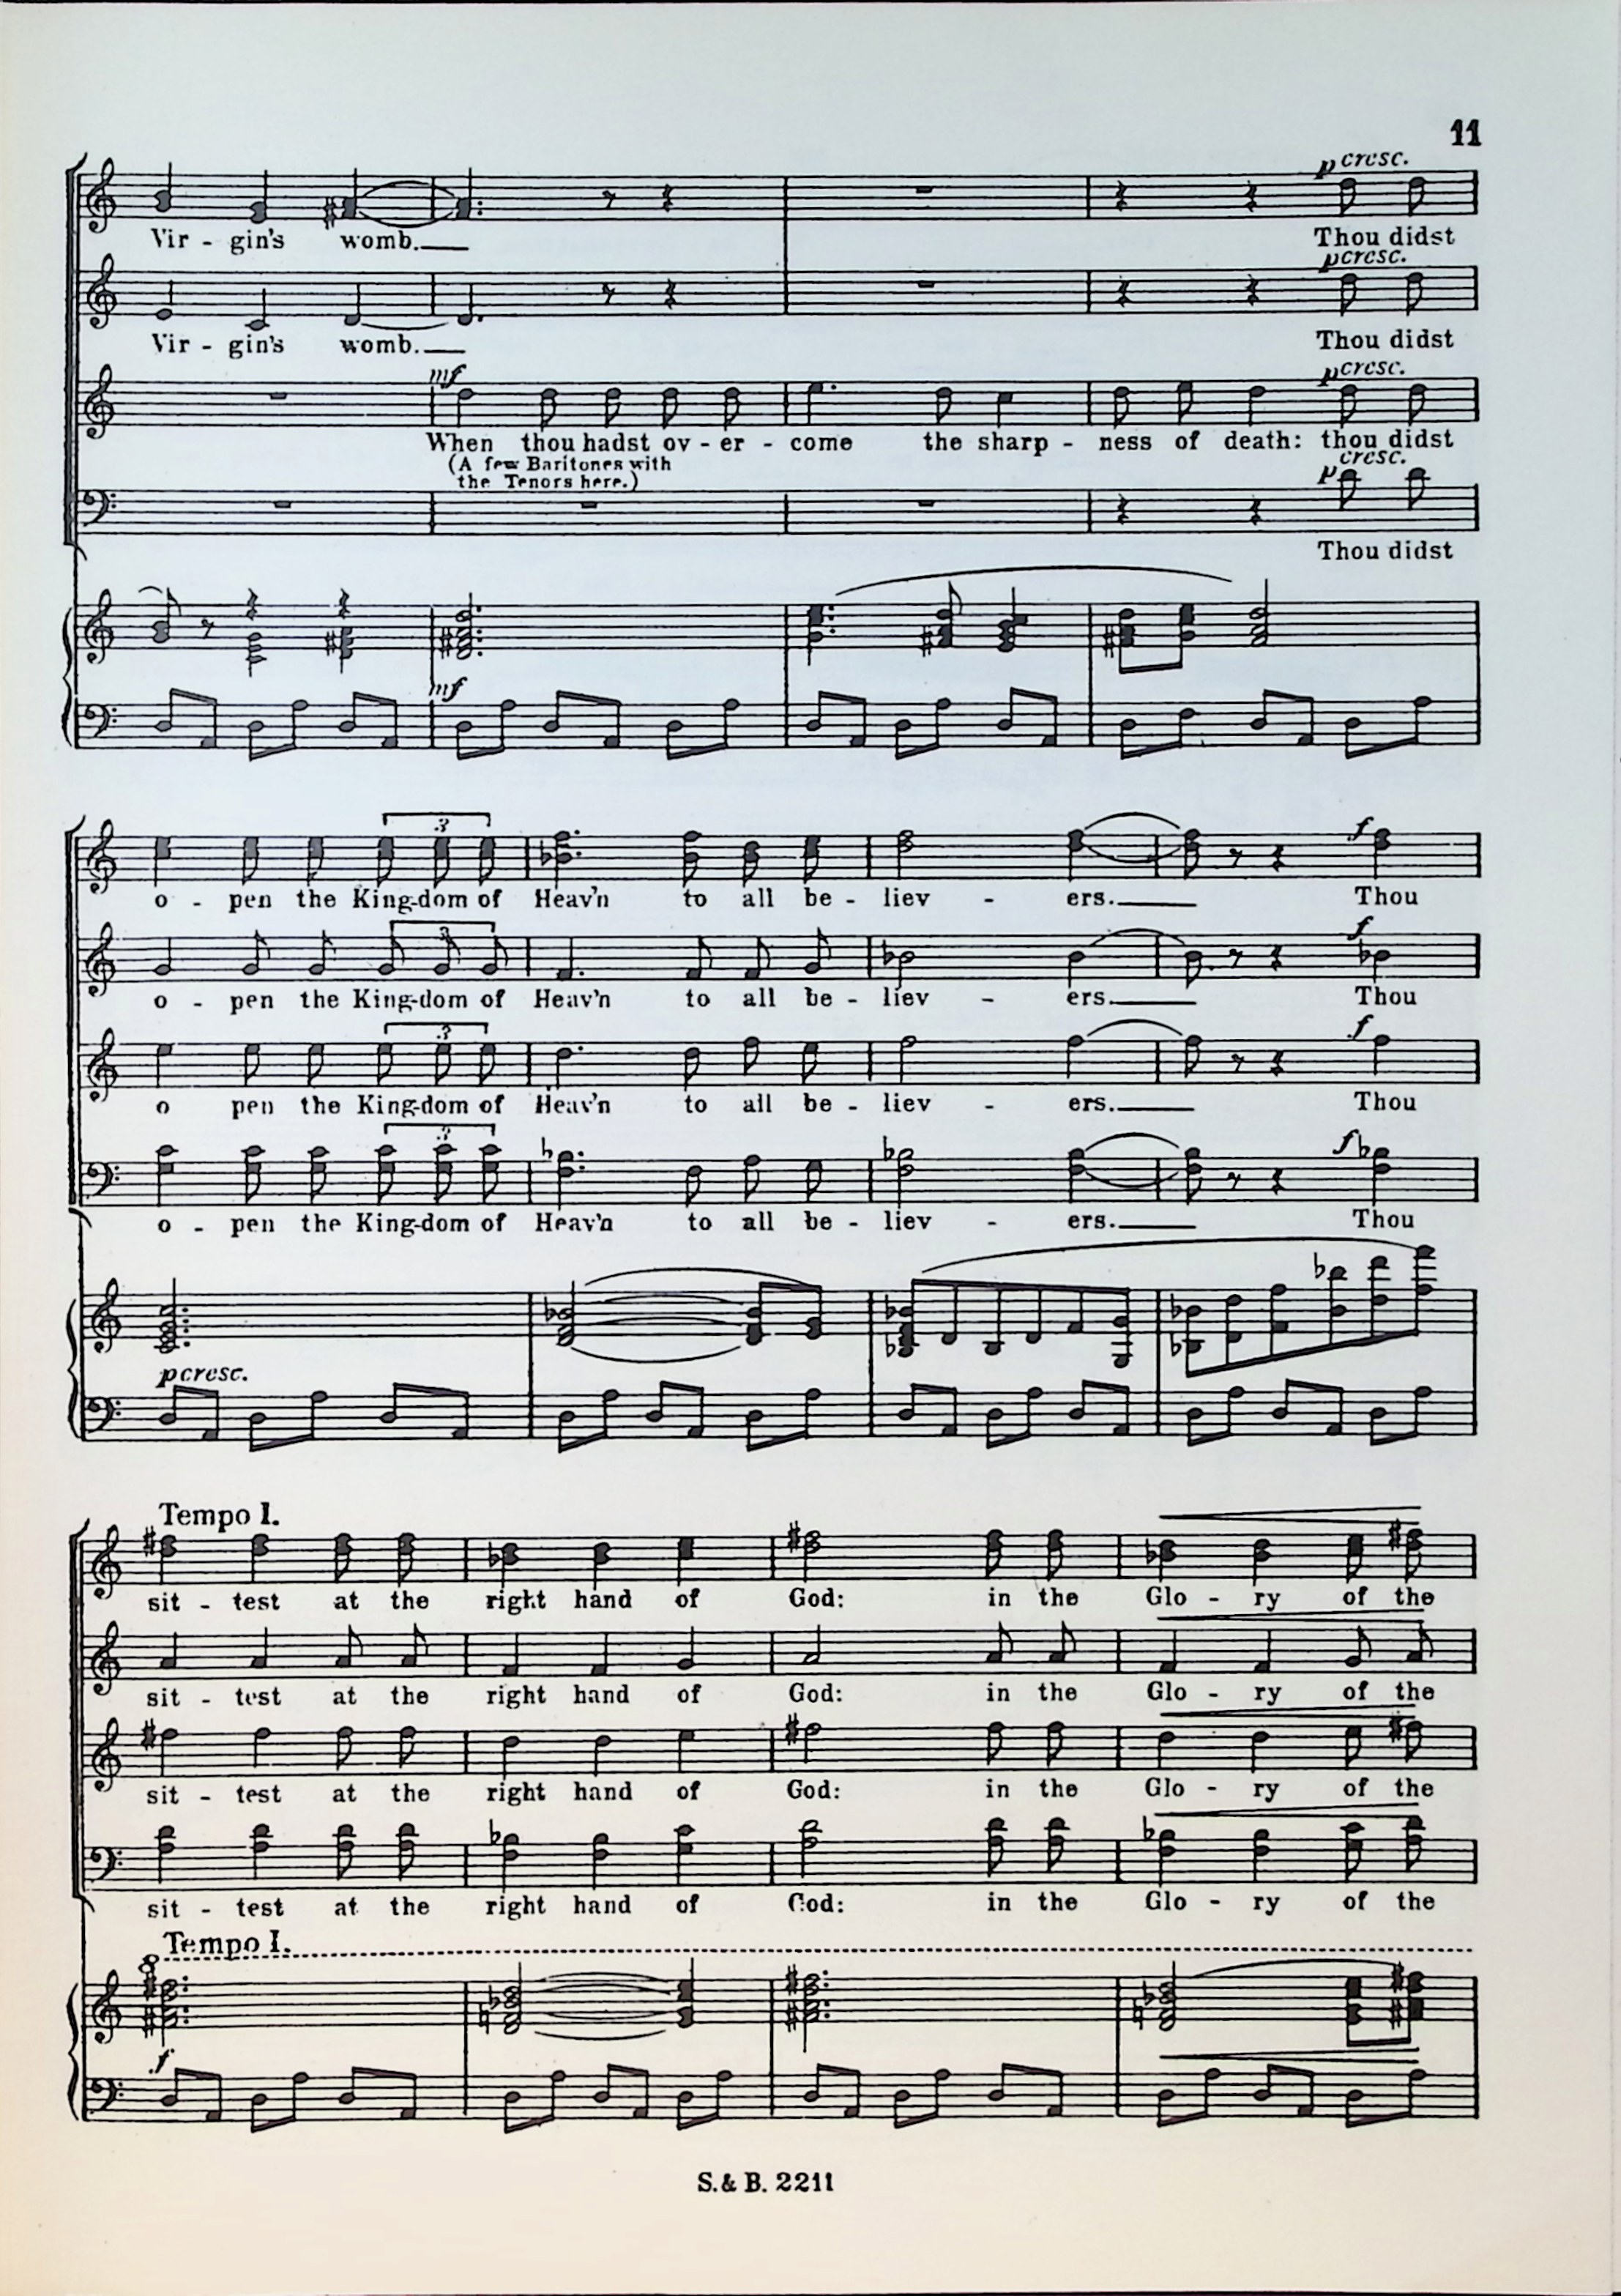 11
p cresc.
Vir - gin's womb.
Thou didst
p cresc.
Vir - gin's womb.
Thou didst
mf
p cresc.
When thou hadst ov - er - come the sharp - ness of death: thou didst
(A few Baritones with
the Tenors here.)
p cresc.
Thou didst
mf
3
o - pen the King-dom of Heav'n to all be - liev - ers. Thou
f
3
o - pen the King-dom of Heav'n to all be - liev - ers. Thou
f
3
o pen the King-dom of Heav'n to all be - liev - ers. Thou
f
3
f
o - pen the King-dom of Heav'n to all be - liev - ers. Thou
p cresc.
Tempo I.
sit - test at the right hand of God: in the Glo - ry of the
sit - test at the right hand of God: in the Glo - ry of the
sit - test at the right hand of God: in the Glo - ry of the
sit - test at the right hand of God: in the Glo - ry of the
Tempo I.
8
f
S. & B. 2211